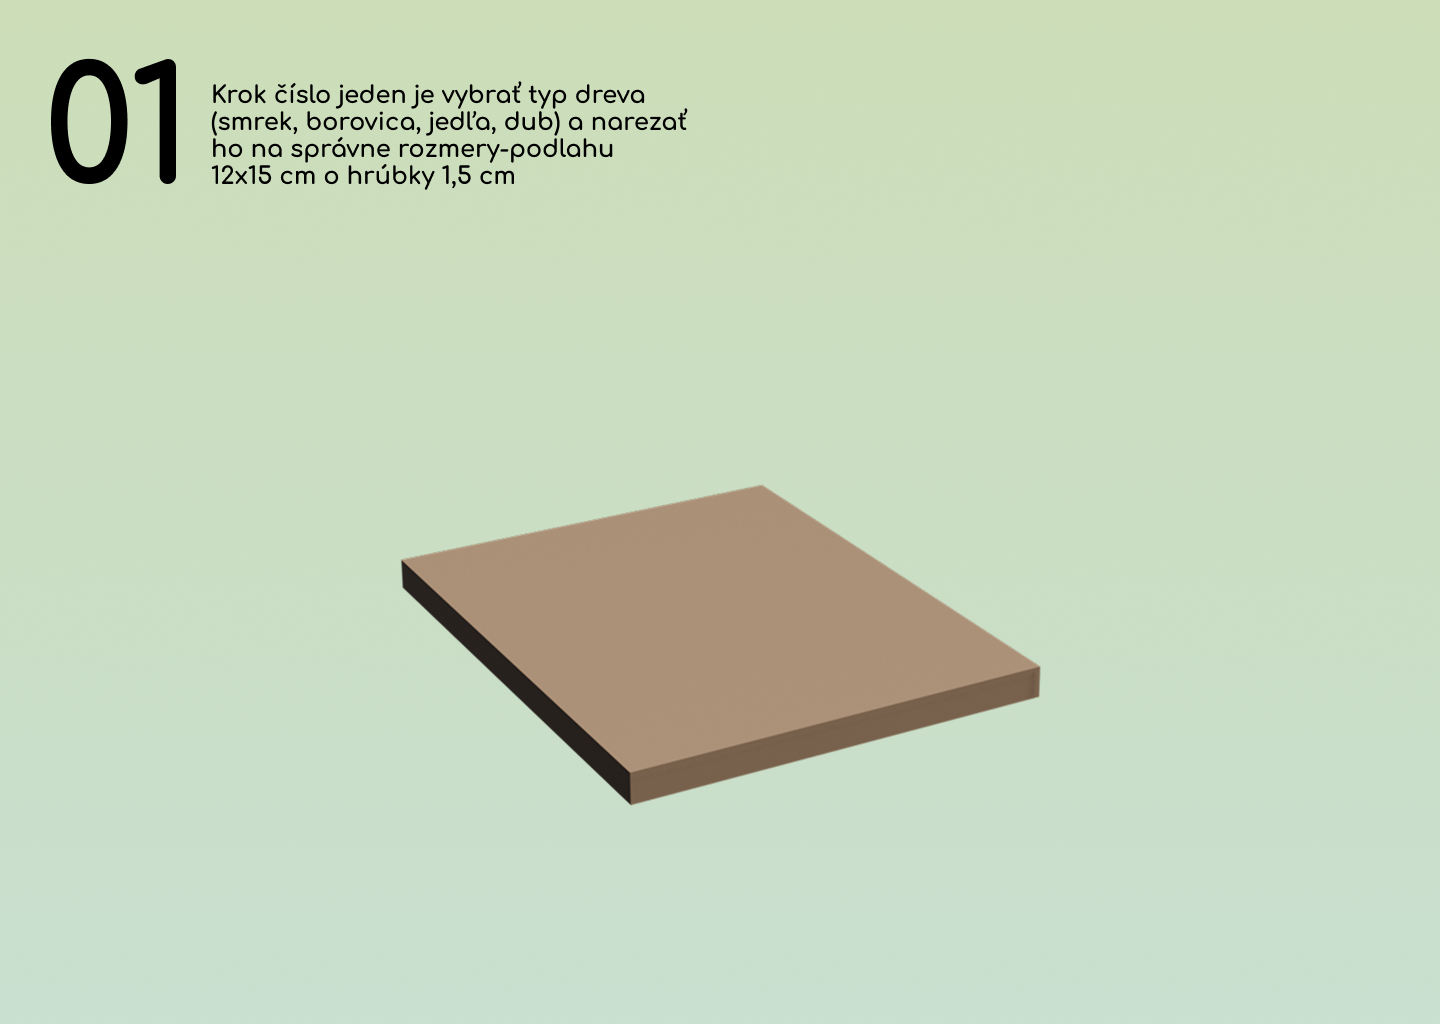 01
Krok číslo jeden je vybrať typ dreva
(smrek, borovica, jedľa, dub) a narezať
ho na správne rozmery-podlahu
12x15 cm o hrúbky 1,5 cm